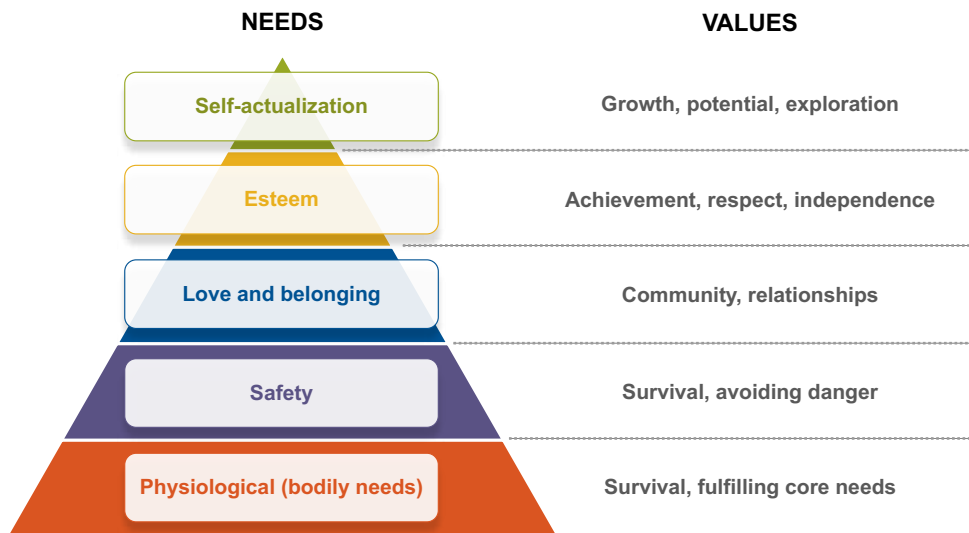 NEEDS VALUES
Self-actualization Growth, potential, exploration
Esteem Achievement, respect, independence
Love and belonging Community, relationships
Safety Survival, avoiding danger
Physiological (bodily needs) Survival, fulfilling core needs